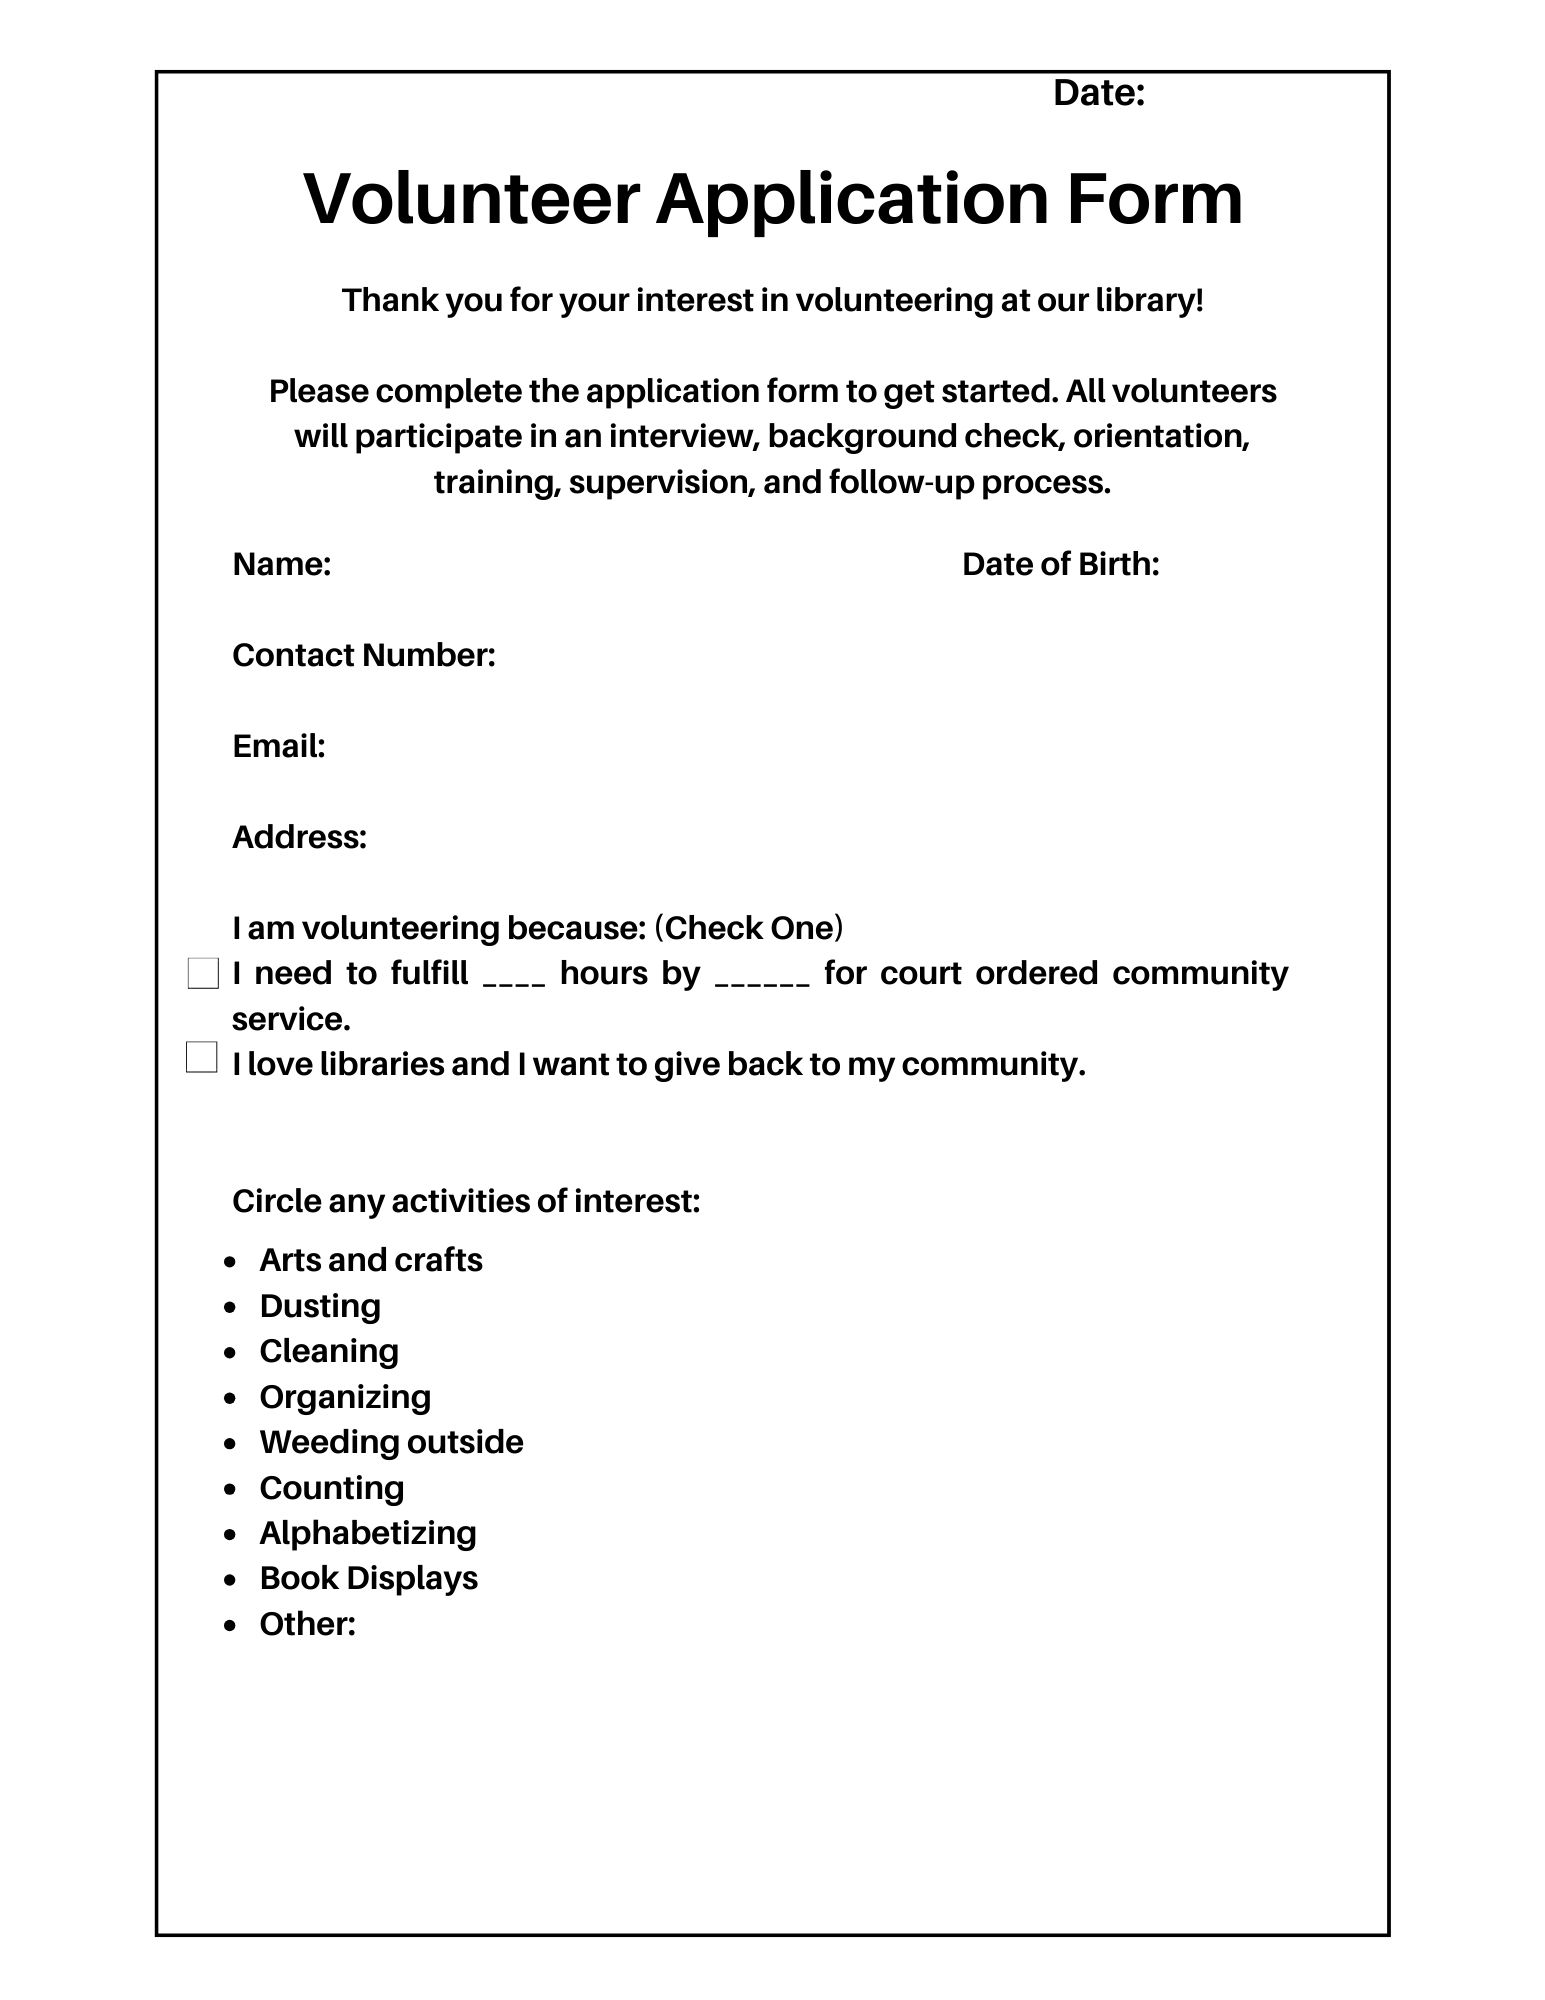 Date:
Volunteer Application Form
Thank you for your interest in volunteering at our library!
Please complete the application form to get started. All volunteers
will participate in an interview, background check, orientation,
training, supervision, and follow-up process.
Name: Date of Birth:
Contact Number:
Email:
Address:
I am volunteering because: (Check One)
I need to fulfill ____ hours by ______ for court ordered community
service.
I love libraries and I want to give back to my community.
Circle any activities of interest:
• Arts and crafts
• Dusting
• Cleaning
• Organizing
• Weeding outside
• Counting
• Alphabetizing
• Book Displays
• Other: